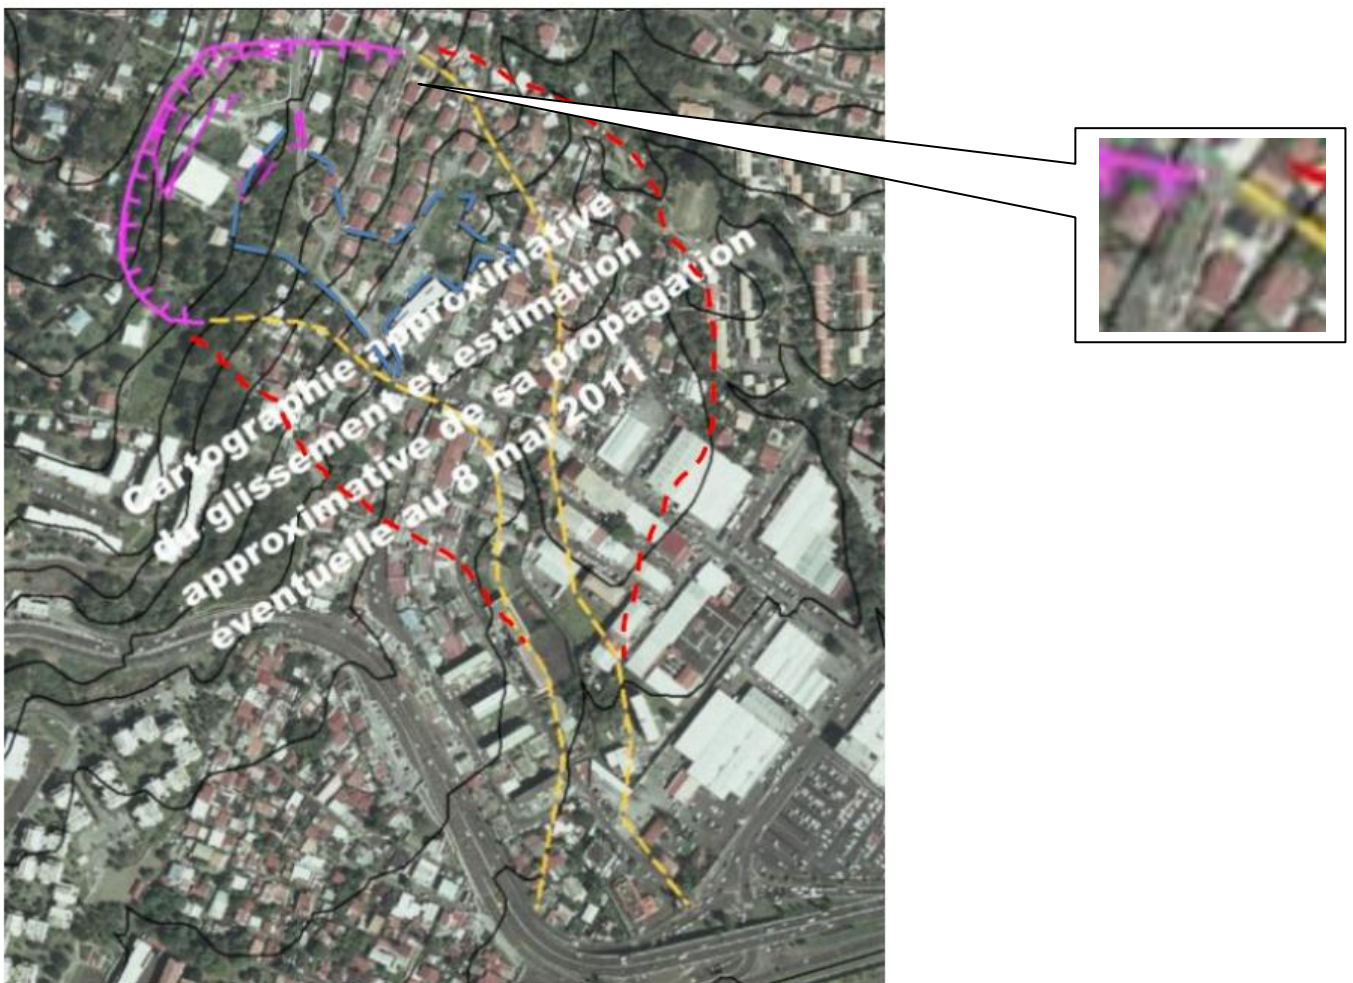 Cartographie approximative
du glissement et estimation
approximative de sa propagation
éventuelle au 8 mai 2011